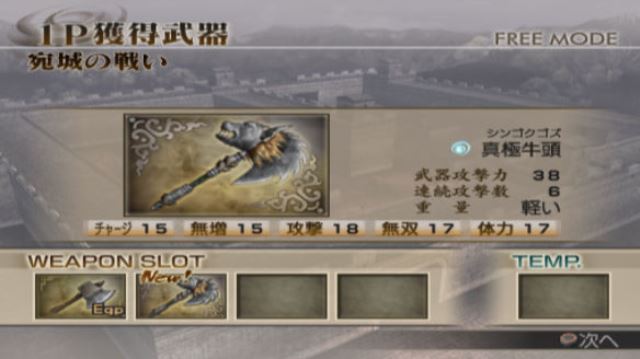 1P獲得武器
FREE MODE
宛城の戦い
シンゴクゴズ
真極牛頭
武器攻撃力 38
連続攻撃数 6
重量 軽い
チャージ 15 無増 15 攻撃 18 無双 17 体力 17
WEAPON SLOT
TEMP.
New!
Eqp
次へ